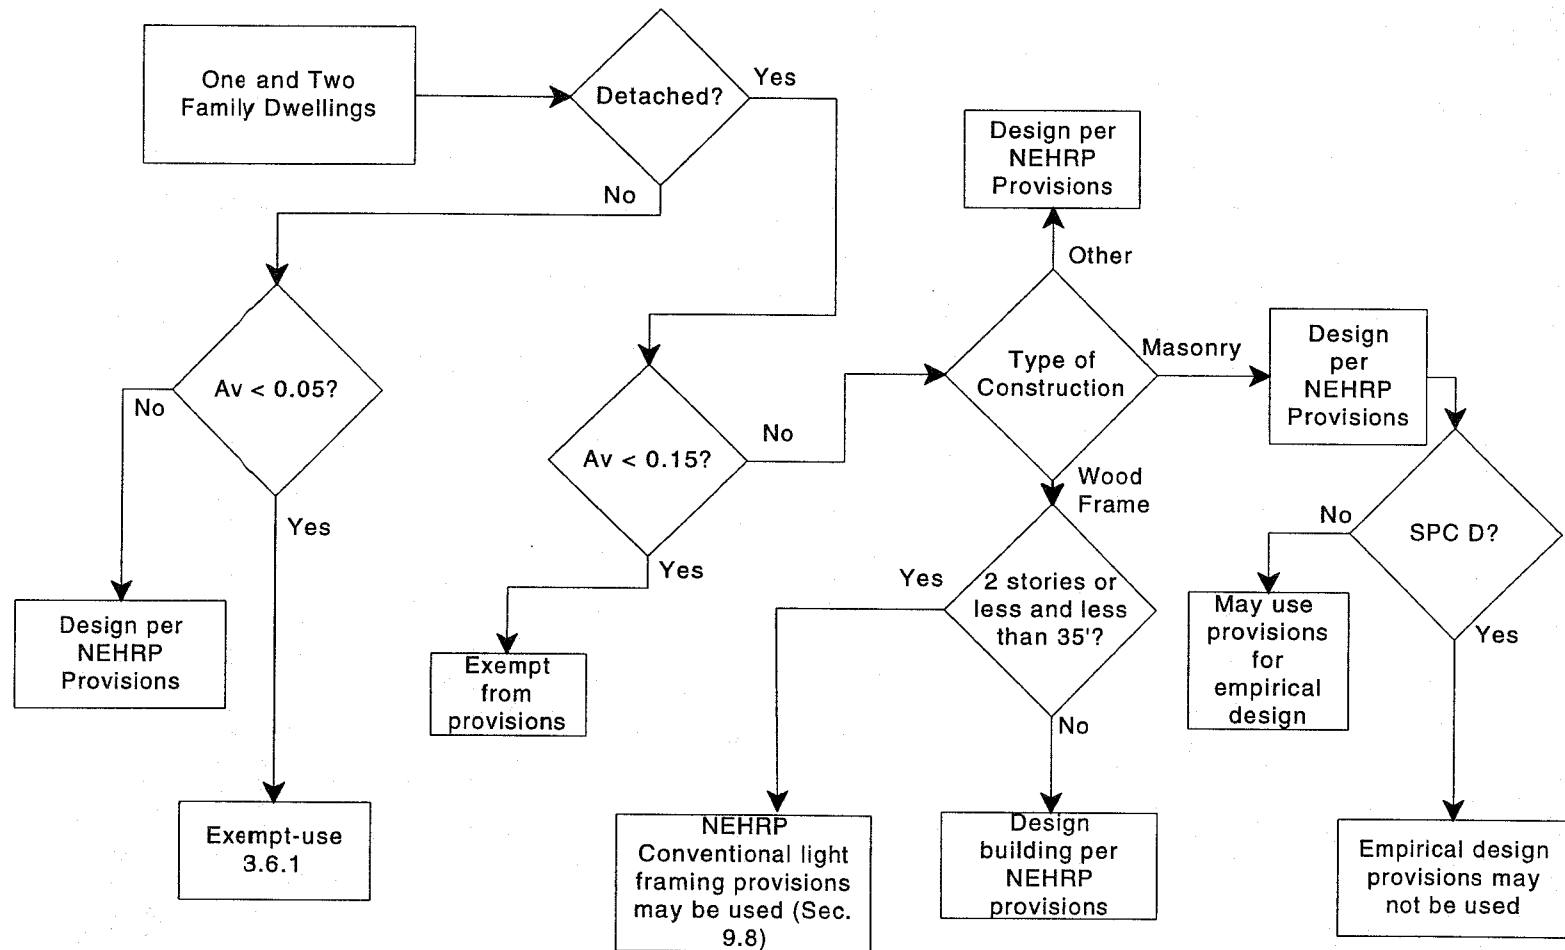 One and Two
Family Dwellings
Detached?
Yes
No
Design per
NEHRP
Provisions
Other
Type of
Construction
Masonry
Design
per
NEHRP
Provisions
Av < 0.05?
No
Yes
Av < 0.15?
No
Yes
Wood
Frame
SPC D?
No
Yes
2 stories or
less and less
than 35'?
Yes
No
Design per
NEHRP
Provisions
Exempt
from
provisions
May use
provisions
for
empirical
design
Exempt-use
3.6.1
NEHRP
Conventional light
framing provisions
may be used (Sec.
9.8)
Design
building per
NEHRP
provisions
Empirical design
provisions may
not be used